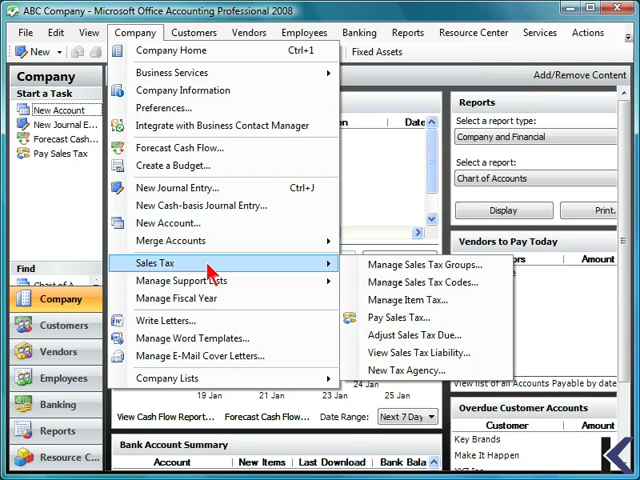 ABC Company - Microsoft Office Accounting Professional 2008
File Edit View Company Customers Vendors Employees Banking Reports Resource Center Services Actions
New Fixed Assets
Company
Start a Task
New Account
New Journal E...
Forecast Cash...
Pay Sales Tax
Find
Company
Customers
Vendors
Employees
Banking
Reports
Resource C...
Company Home Ctrl+1
Business Services
Company Information
Preferences...
Integrate with Business Contact Manager
Forecast Cash Flow...
Create a Budget...
New Journal Entry... Ctrl+J
New Cash-basis Journal Entry...
New Account...
Merge Accounts
Sales Tax
Manage Support Lists
Manage Fiscal Year
Write Letters...
Manage Word Templates...
Manage E-Mail Cover Letters...
Company Lists
Manage Sales Tax Groups...
Manage Sales Tax Codes...
Manage Item Tax...
Pay Sales Tax...
Adjust Sales Tax Due...
View Sales Tax Liability...
New Tax Agency...
Add/Remove Content
Date
Reports
Select a report type:
Company and Financial
Select a report:
Chart of Accounts
Display Print.
Vendors to Pay Today
Amount
View list of all Accounts Payable by date
19 Jan 20 Jan 21 Jan 22 Jan 23 Jan 24 Jan
View Cash Flow Report... Forecast Cash Flow... Date Range: Next 7 Day
Bank Account Summary
Account New Items Last Download Bank Bala
Overdue Customer Accounts
Customer Amount
Key Brands
Make It Happen